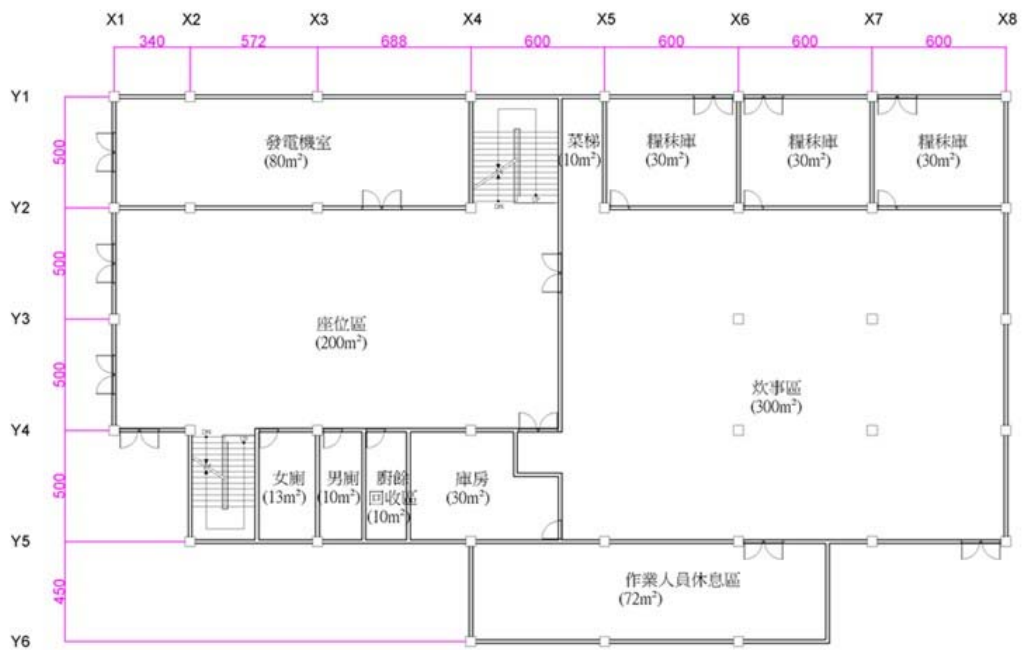 X1 X2 X3 X4 X5 X6 X7 X8
340 572 688 600 600 600 600
Y1
Y2
Y3
Y4
Y5
Y6
500
500
500
500
450
發電機室
(80m²)
菜梯
(10m²)
糧秣庫
(30m²)
糧秣庫
(30m²)
糧秣庫
(30m²)
DN
UP
座位區
(200m²)
炊事區
(300m²)
DN
UP
女廁
(13m²)
男廁
(10m²)
廚餘
回收區
(10m²)
庫房
(30m²)
作業人員休息區
(72m²)